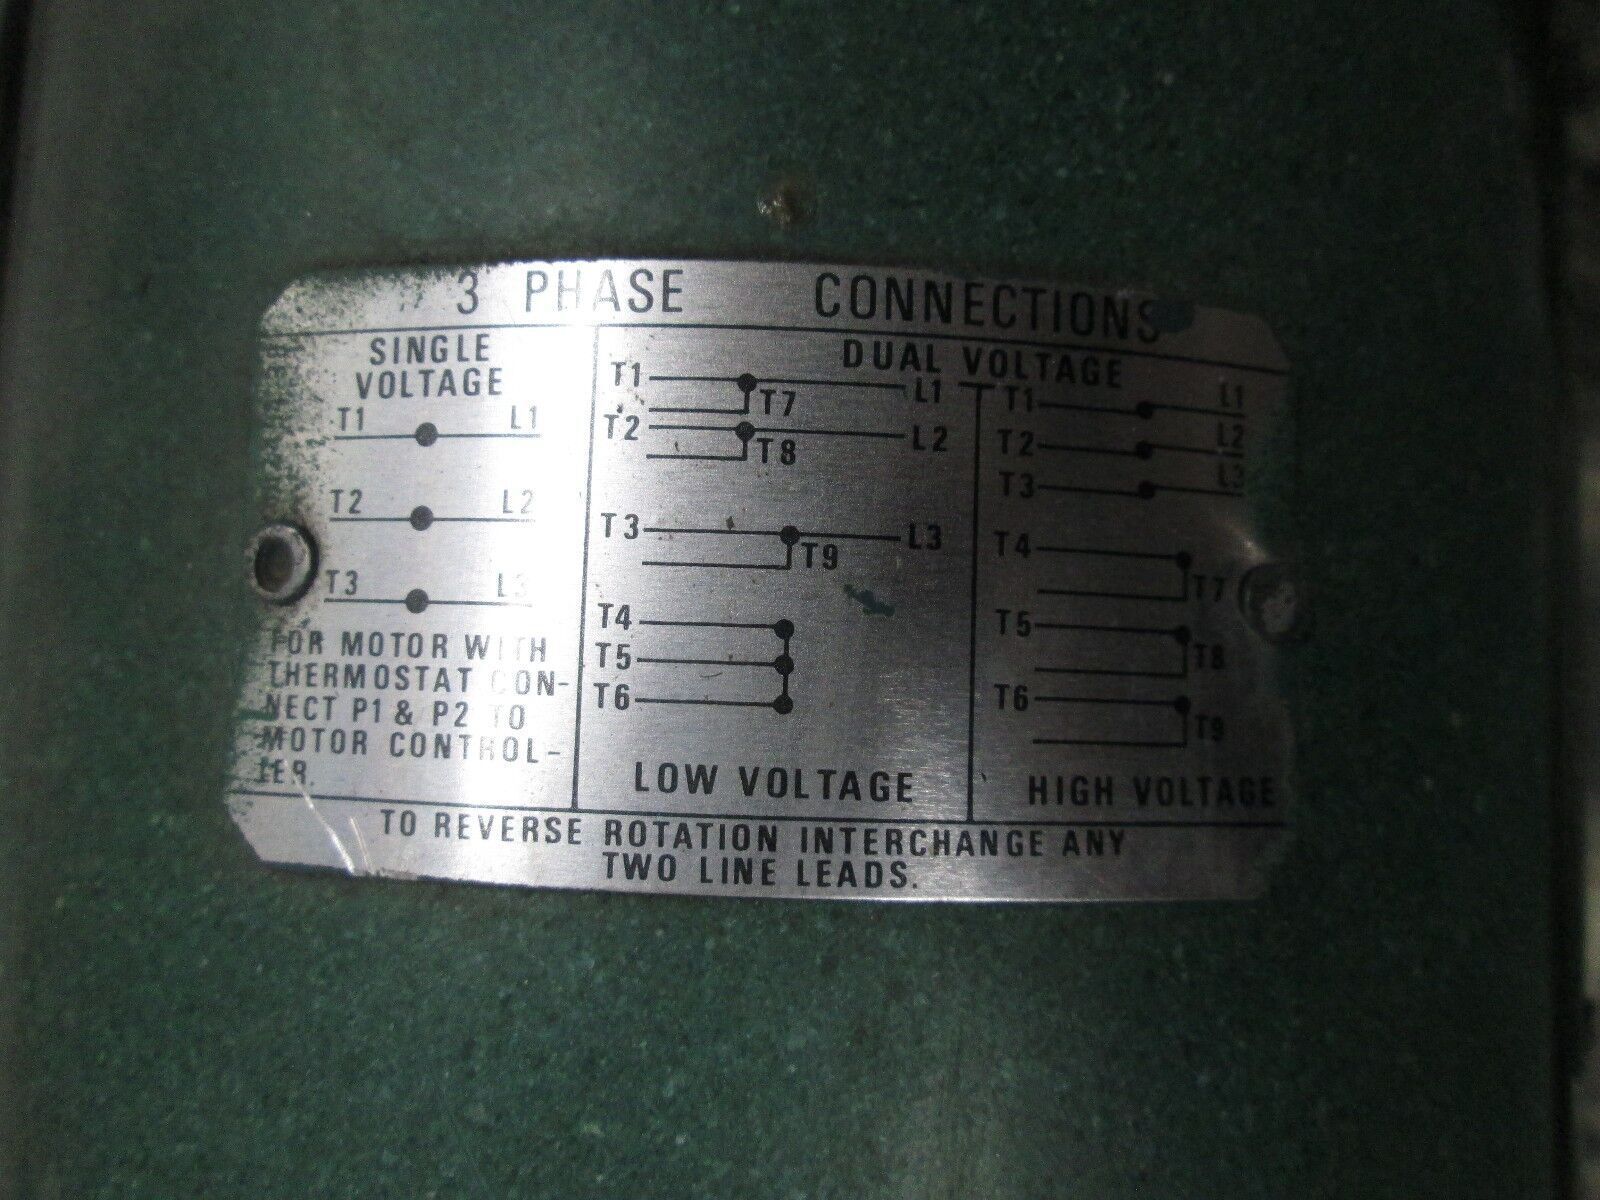 3 PHASE CONNECTIONS
SINGLE
VOLTAGE
T1 L1
T2 L2
T3 L3
FOR MOTOR WITH
THERMOSTAT CON-
NECT P1 & P2 TO
MOTOR CONTROL-
LER.
DUAL VOLTAGE
T1 L1
T7
T2 L2
T8
T3 L3
T9
T4
T5
T6
LOW VOLTAGE
T1 L1
T2 L2
T3 L3
T4
T7
T5
T8
T6
T9
HIGH VOLTAGE
TO REVERSE ROTATION INTERCHANGE ANY
TWO LINE LEADS.